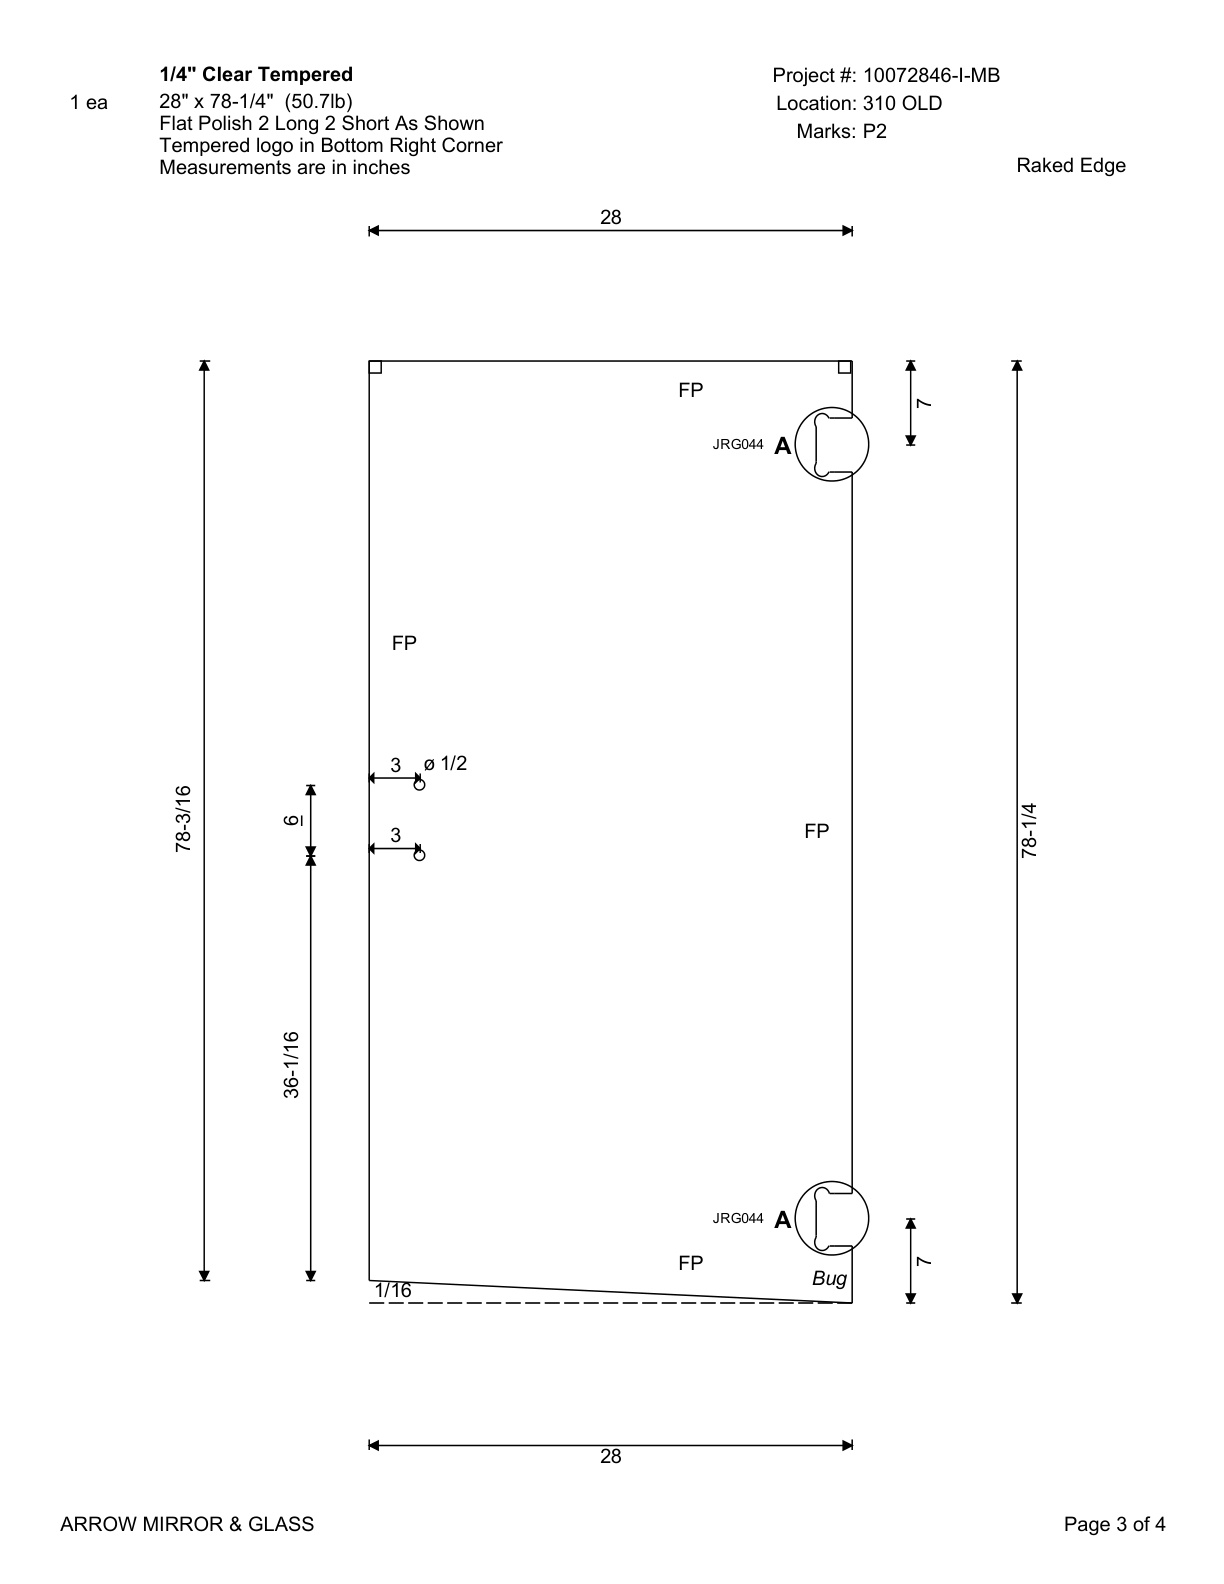 1/4" Clear Tempered
1 ea
28" x 78-1/4" (50.7lb)
Flat Polish 2 Long 2 Short As Shown
Tempered logo in Bottom Right Corner
Measurements are in inches
Project #: 10072846-I-MB
Location: 310 OLD
Marks: P2
Raked Edge
28
FP
7
JRG044 A
FP
3 ø 1/2
78-3/16
6
3
FP
78-1/4
36-1/16
JRG044 A
FP
7
Bug
1/16
28
ARROW MIRROR & GLASS
Page 3 of 4